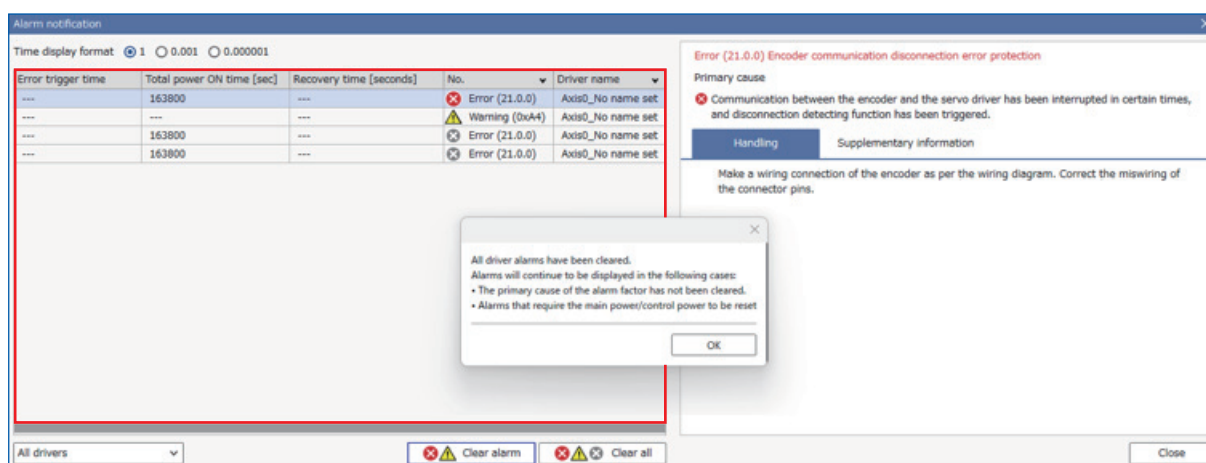 Alarm notification
Time display format 1 0.001 0.000001
Error trigger time Total power ON time [sec] Recovery time [seconds] No. Driver name
--- 163800 --- Error (21.0.0) Axis0_No name set
--- --- --- Warning (0xA4) Axis0_No name set
--- 163800 --- Error (21.0.0) Axis0_No name set
--- 163800 --- Error (21.0.0) Axis0_No name set
Error (21.0.0) Encoder communication disconnection error protection
Primary cause
Communication between the encoder and the servo driver has been interrupted in certain times,
and disconnection detecting function has been triggered.
Handling Supplementary information
Make a wiring connection of the encoder as per the wiring diagram. Correct the miswiring of
the connector pins.
All driver alarms have been cleared.
Alarms will continue to be displayed in the following cases:
• The primary cause of the alarm factor has not been cleared.
• Alarms that require the main power/control power to be reset
OK
All drivers Clear alarm Clear all Close